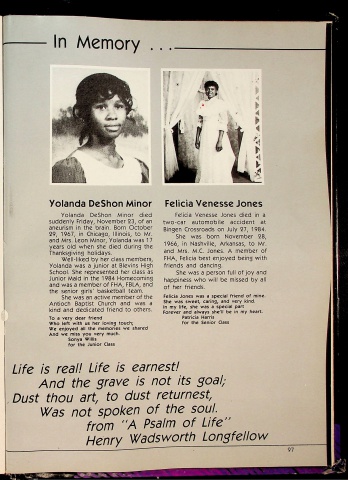 In Memory . . .
Yolanda DeShon Minor
Yolanda DeShon Minor died
suddenly Friday, November 23, of an
aneurism in the brain. Born October
29, 1967, in Chicago, Illinois, to Mr.
and Mrs. Leon Minor, Yolanda was 17
years old when she died during the
Thanksgiving holidays.
Well-liked by her class members,
Yolanda was a junior at Blevins High
School. She represented her class as
Junior Maid in the 1984 Homecoming
and was a member of FHA, FBLA, and
the senior girls' basketball team.
She was an active member of the
Antioch Baptist Church and was a
kind and dedicated friend to others.
To a very dear friend
Who left with us her loving touch;
We enjoyed all the memories we shared
And we miss you very much.
Sonya Willis
for the Junior Class
Felicia Venesse Jones
Felicia Venesse Jones died in a
two-car automobile accident at
Bingen Crossroads on July 27, 1984.
She was born November 28,
1966, in Nashville, Arkansas, to Mr.
and Mrs. M.C. Jones. A member of
FHA, Felicia best enjoyed being with
friends and dancing.
She was a person full of joy and
happiness who will be missed by all
of her friends.
Felicia Jones was a special friend of mine.
She was sweet, caring, and very kind.
In my life, she was a special part
Forever and always she'll be in my heart.
Patricia Harris
for the Senior Class
Life is real! Life is earnest!
And the grave is not its goal;
Dust thou art, to dust returnest,
Was not spoken of the soul.
from "A Psalm of Life"
Henry Wadsworth Longfellow
97